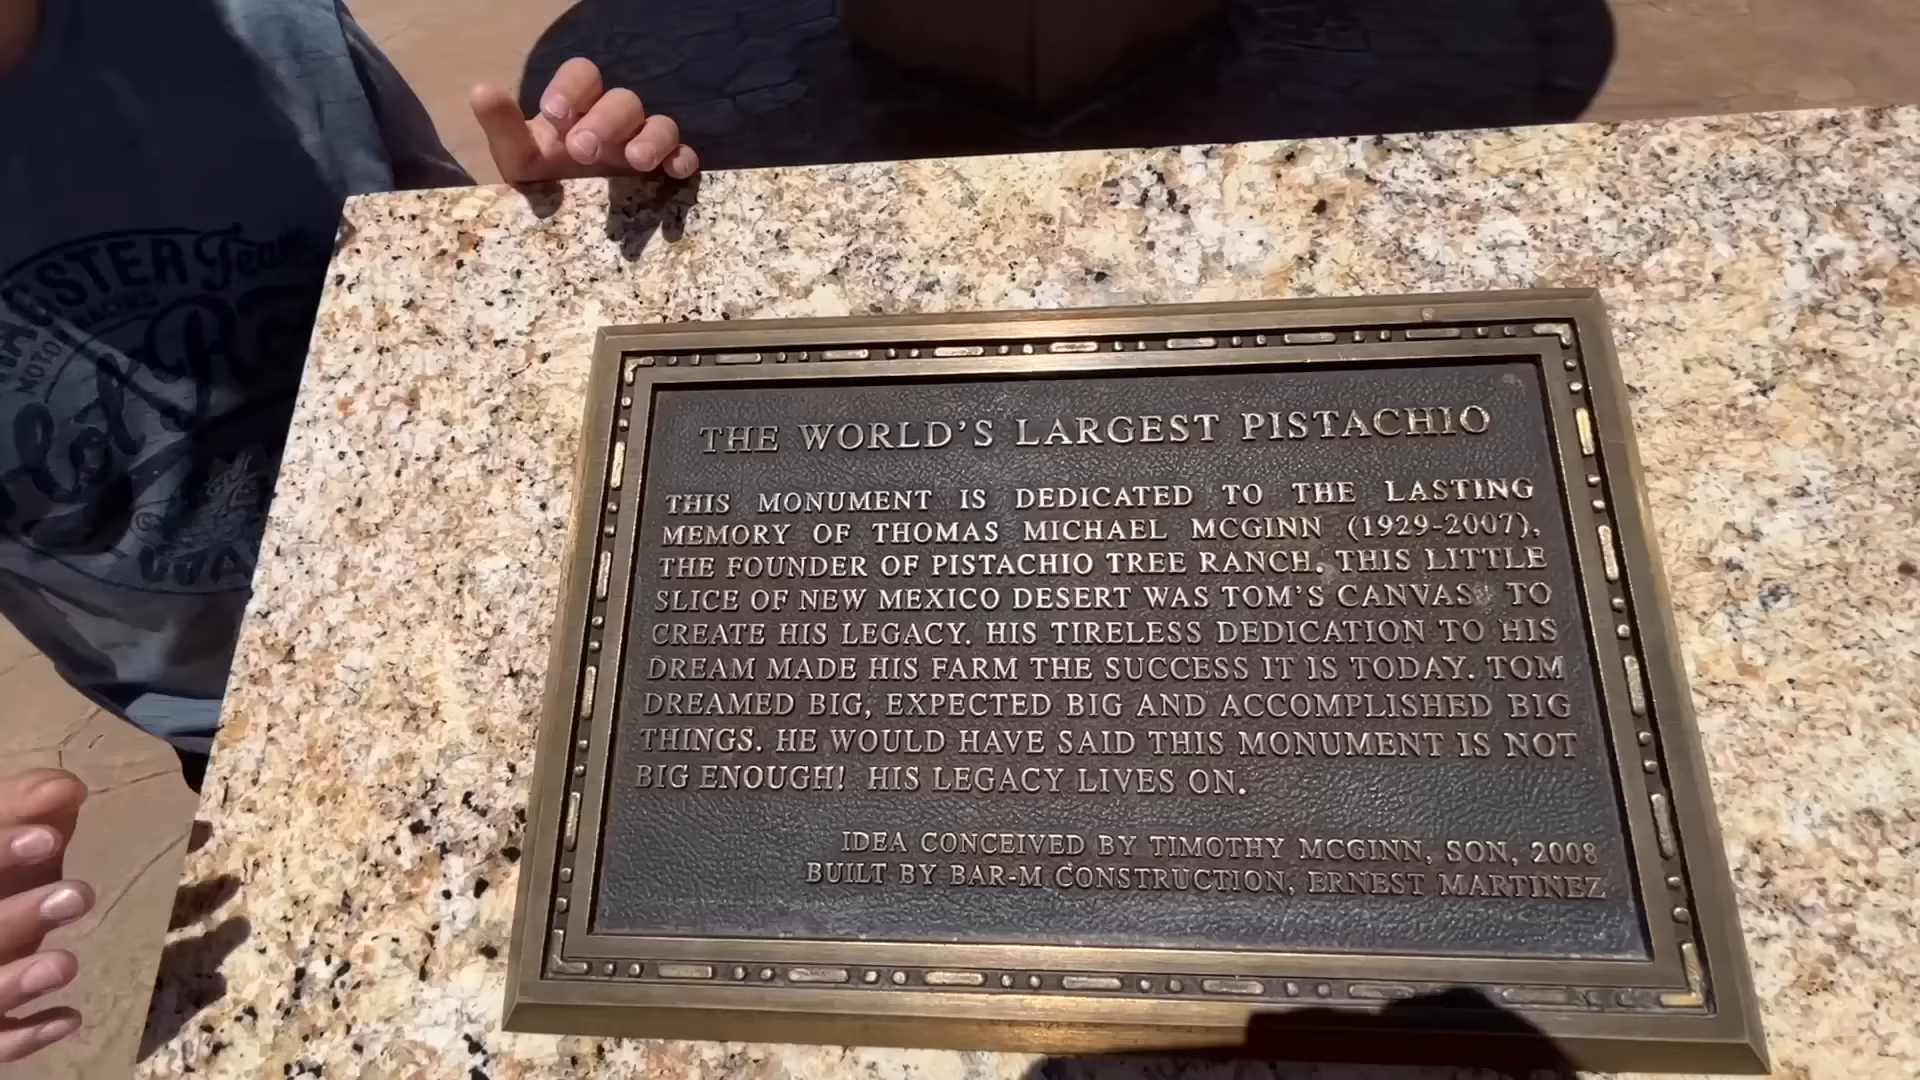 THE WORLD'S LARGEST PISTACHIO
THIS MONUMENT IS DEDICATED TO THE LASTING
MEMORY OF THOMAS MICHAEL MCGINN (1929-2007),
THE FOUNDER OF PISTACHIO TREE RANCH. THIS LITTLE
SLICE OF NEW MEXICO DESERT WAS TOM'S CANVAS TO
CREATE HIS LEGACY. HIS TIRELESS DEDICATION TO HIS
DREAM MADE HIS FARM THE SUCCESS IT IS TODAY. TOM
DREAMED BIG, EXPECTED BIG AND ACCOMPLISHED BIG
THINGS. HE WOULD HAVE SAID THIS MONUMENT IS NOT
BIG ENOUGH! HIS LEGACY LIVES ON.
IDEA CONCEIVED BY TIMOTHY MCGINN, SON, 2008
BUILT BY BAR-M CONSTRUCTION, ERNEST MARTINEZ
Team
MOTO
Hot